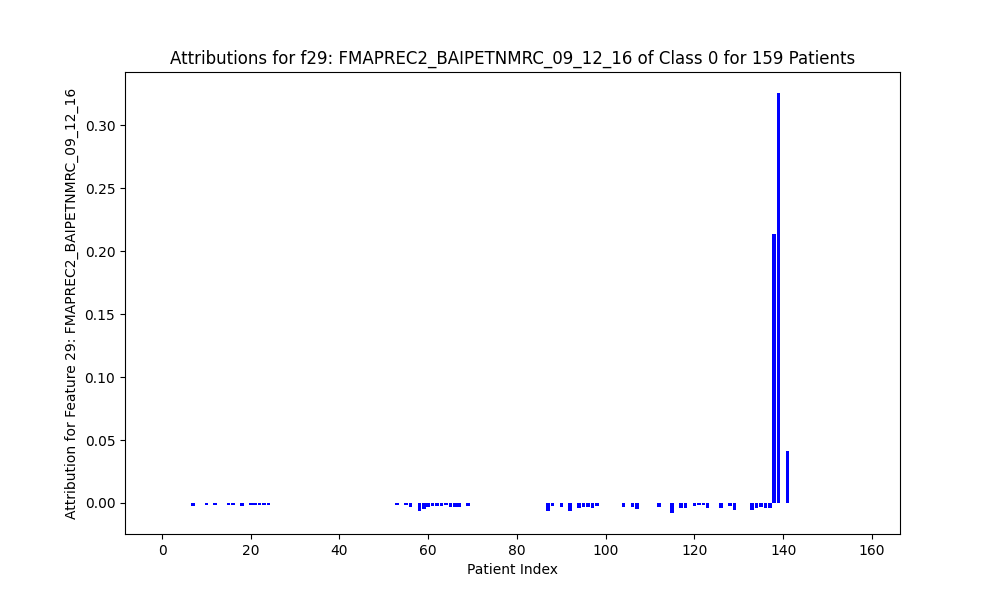 Attributions for f29: FMAPREC2_BAIPETNMRC_09_12_16 of Class 0 for 159 Patients
Attribution for Feature 29: FMAPREC2_BAIPETNMRC_09_12_16
0.30
0.25
0.20
0.15
0.10
0.05
0.00
0 20 40 60 80 100 120 140 160
Patient Index